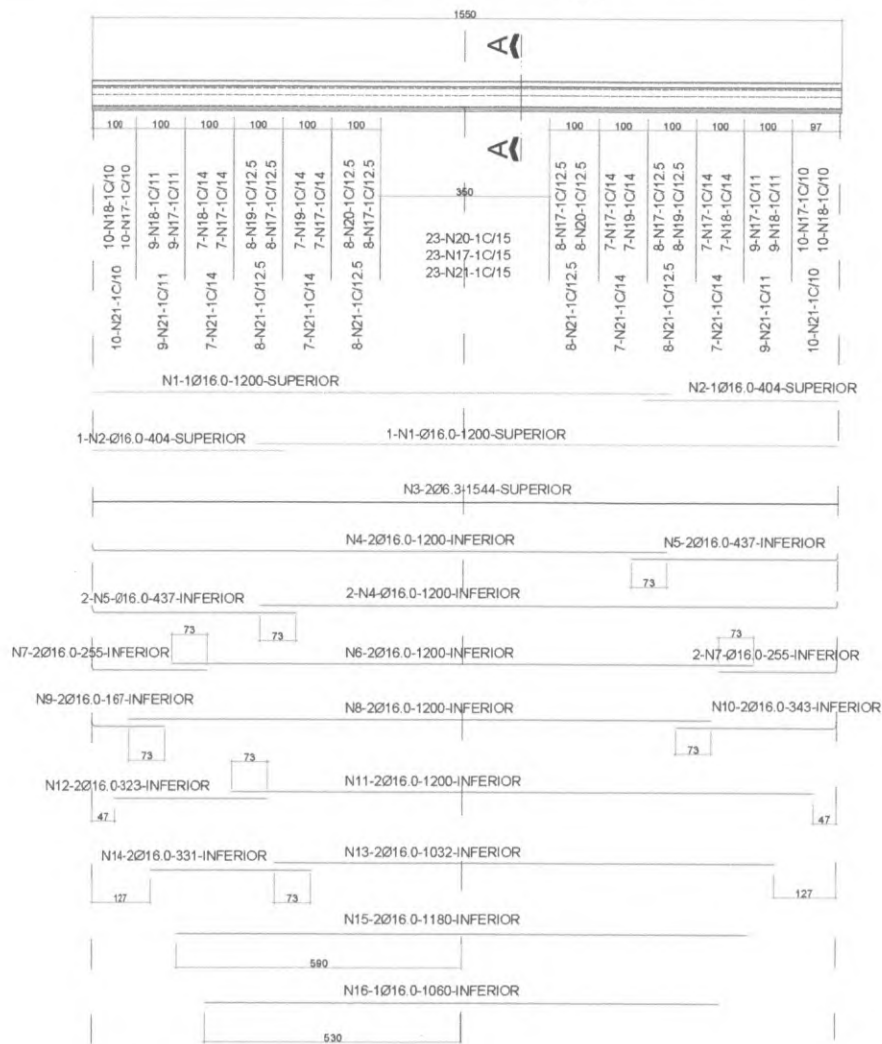 1550
A
100 100 100 100 100 100
100 100 100 100 100 97
A
350
10-N18-1C/10
10-N17-1C/10
9-N18-1C/11
9-N17-1C/11
7-N18-1C/14
7-N17-1C/14
8-N19-1C/12.5
8-N17-1C/12.5
7-N19-1C/14
7-N17-1C/14
8-N20-1C/12.5
8-N17-1C/12.5
23-N20-1C/15
23-N17-1C/15
23-N21-1C/15
8-N17-1C/12.5
8-N20-1C/12.5
7-N17-1C/14
7-N19-1C/14
8-N17-1C/12.5
8-N19-1C/12.5
7-N17-1C/14
7-N18-1C/14
9-N17-1C/11
9-N18-1C/11
10-N17-1C/10
10-N18-1C/10
10-N21-1C/10
9-N21-1C/11
7-N21-1C/14
8-N21-1C/12.5
7-N21-1C/14
8-N21-1C/12.5
8-N21-1C/12.5
7-N21-1C/14
8-N21-1C/12.5
7-N21-1C/14
9-N21-1C/11
10-N21-1C/10
N1-1Ø16.0-1200-SUPERIOR
N2-1Ø16.0-404-SUPERIOR
1-N2-Ø16.0-404-SUPERIOR
1-N1-Ø16.0-1200-SUPERIOR
N3-2Ø6.3-1544-SUPERIOR
N4-2Ø16.0-1200-INFERIOR
N5-2Ø16.0-437-INFERIOR
73
2-N5-Ø16.0-437-INFERIOR
2-N4-Ø16.0-1200-INFERIOR
73
73
73
N7-2Ø16.0-255-INFERIOR
N6-2Ø16.0-1200-INFERIOR
2-N7-Ø16.0-255-INFERIOR
N9-2Ø16.0-167-INFERIOR
N8-2Ø16.0-1200-INFERIOR
N10-2Ø16.0-343-INFERIOR
73
73
73
N12-2Ø16.0-323-INFERIOR
N11-2Ø16.0-1200-INFERIOR
47
47
N14-2Ø16.0-331-INFERIOR
N13-2Ø16.0-1032-INFERIOR
127
73
127
N15-2Ø16.0-1180-INFERIOR
590
N16-1Ø16.0-1060-INFERIOR
530